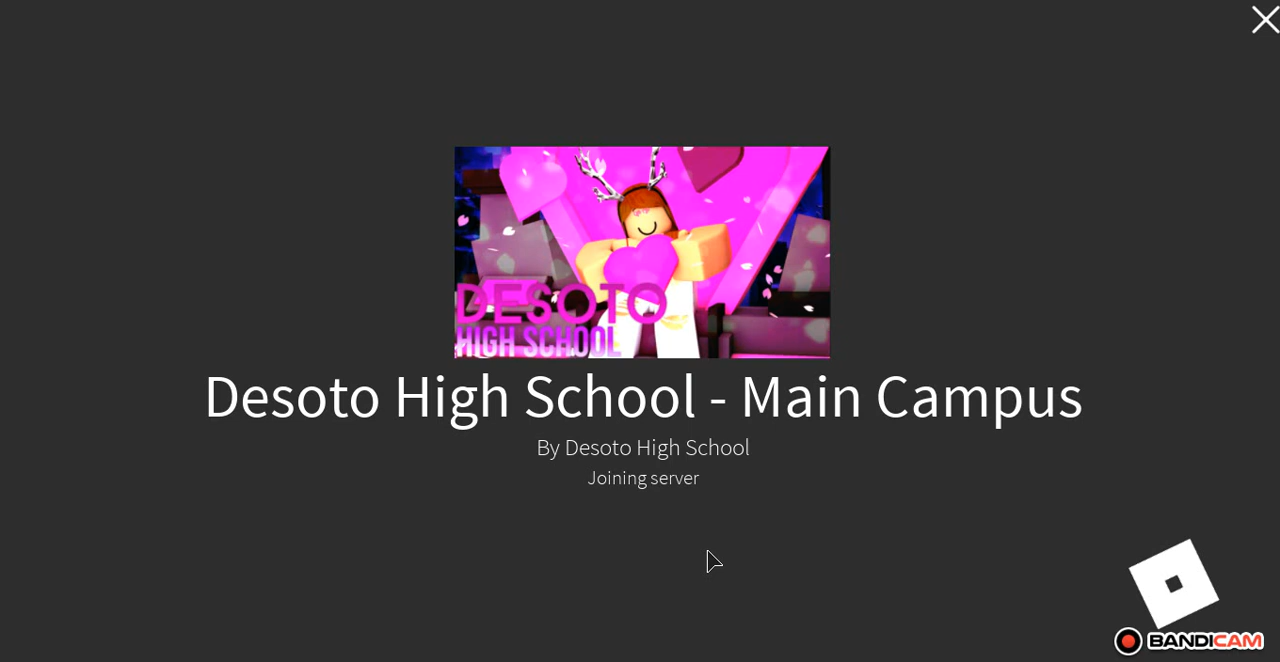 DESOTO
HIGH SCHOOL
Desoto High School - Main Campus
By Desoto High School
Joining server
BANDICAM